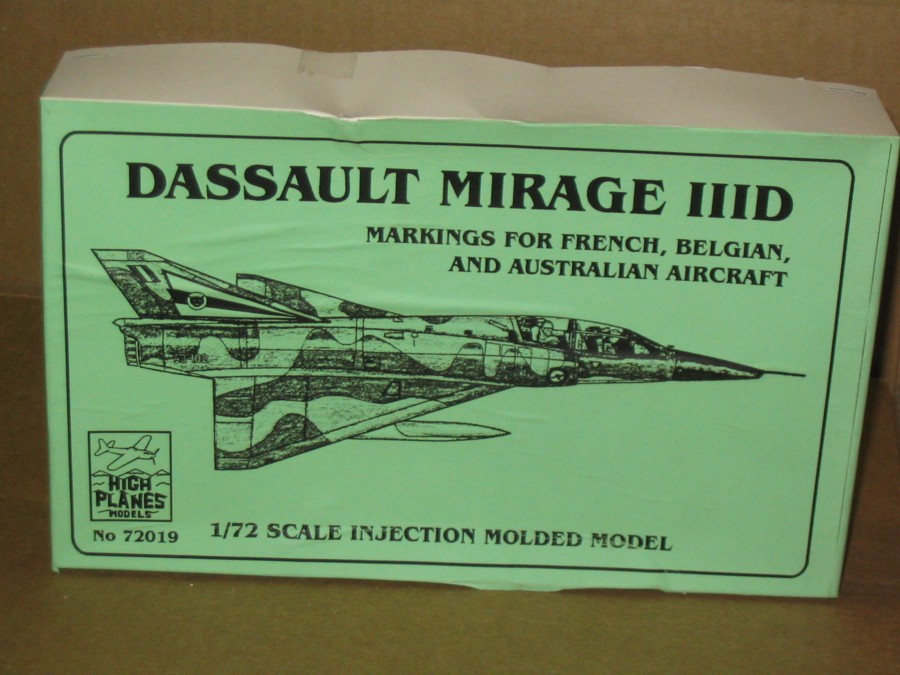 DASSAULT MIRAGE IIID
MARKINGS FOR FRENCH, BELGIAN,
AND AUSTRALIAN AIRCRAFT
HIGH
PLANES
MODELS
No 72019
1/72 SCALE INJECTION MOLDED MODEL